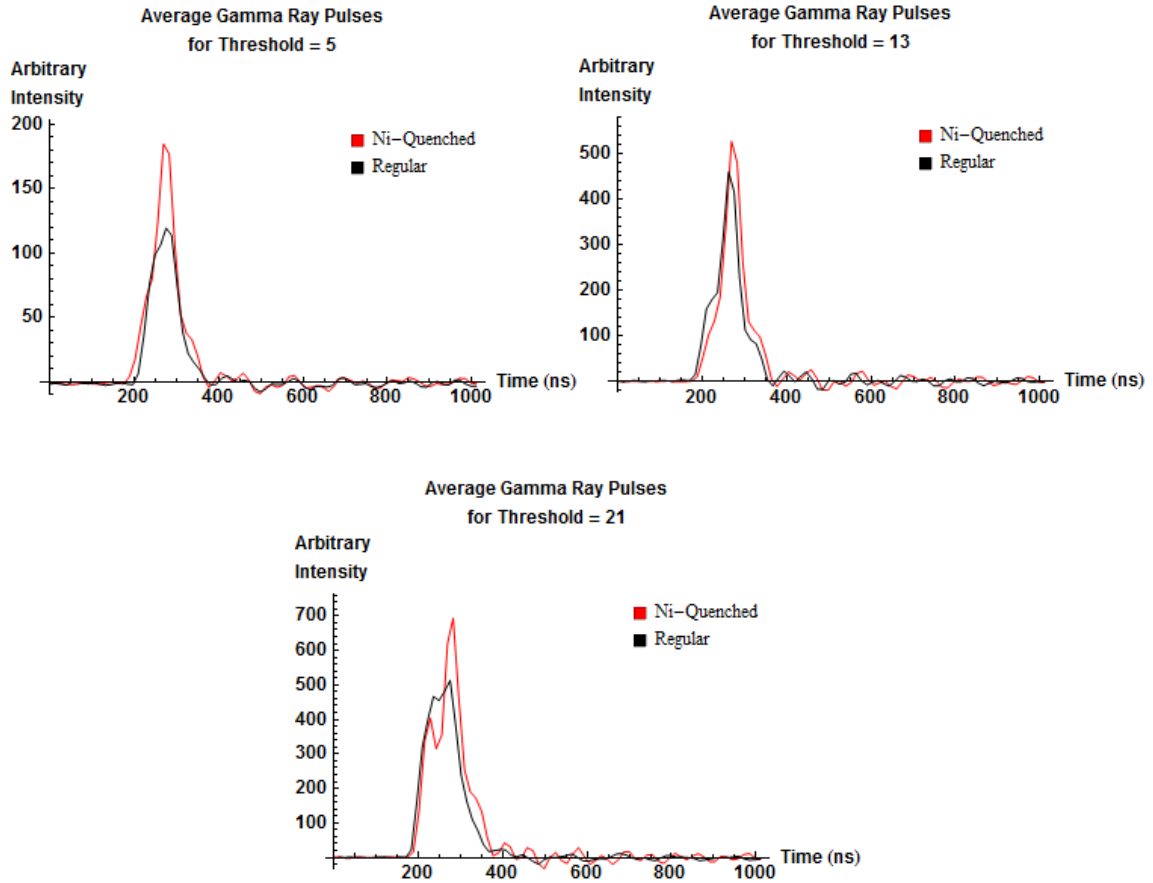 Average Gamma Ray Pulses
for Threshold = 5
Arbitrary
Intensity
Ni-Quenched
Regular
200
150
100
50
200
400
600
800
1000
Time (ns)
Average Gamma Ray Pulses
for Threshold = 13
Arbitrary
Intensity
Ni-Quenched
Regular
500
400
300
200
100
200
400
600
800
1000
Time (ns)
Average Gamma Ray Pulses
for Threshold = 21
Arbitrary
Intensity
Ni-Quenched
Regular
700
600
500
400
300
200
100
200
400
600
800
1000
Time (ns)